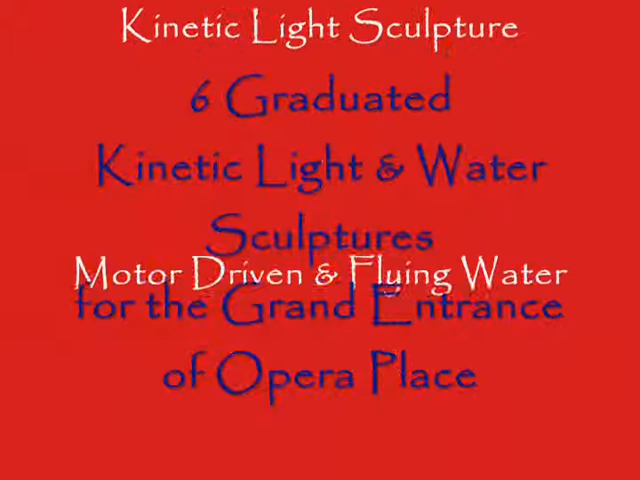 Kinetic Light Sculpture
6 Graduated
Kinetic Light & Water
Sculptures
Motor Driven & Flying Water
for the Grand Entrance
of Opera Place